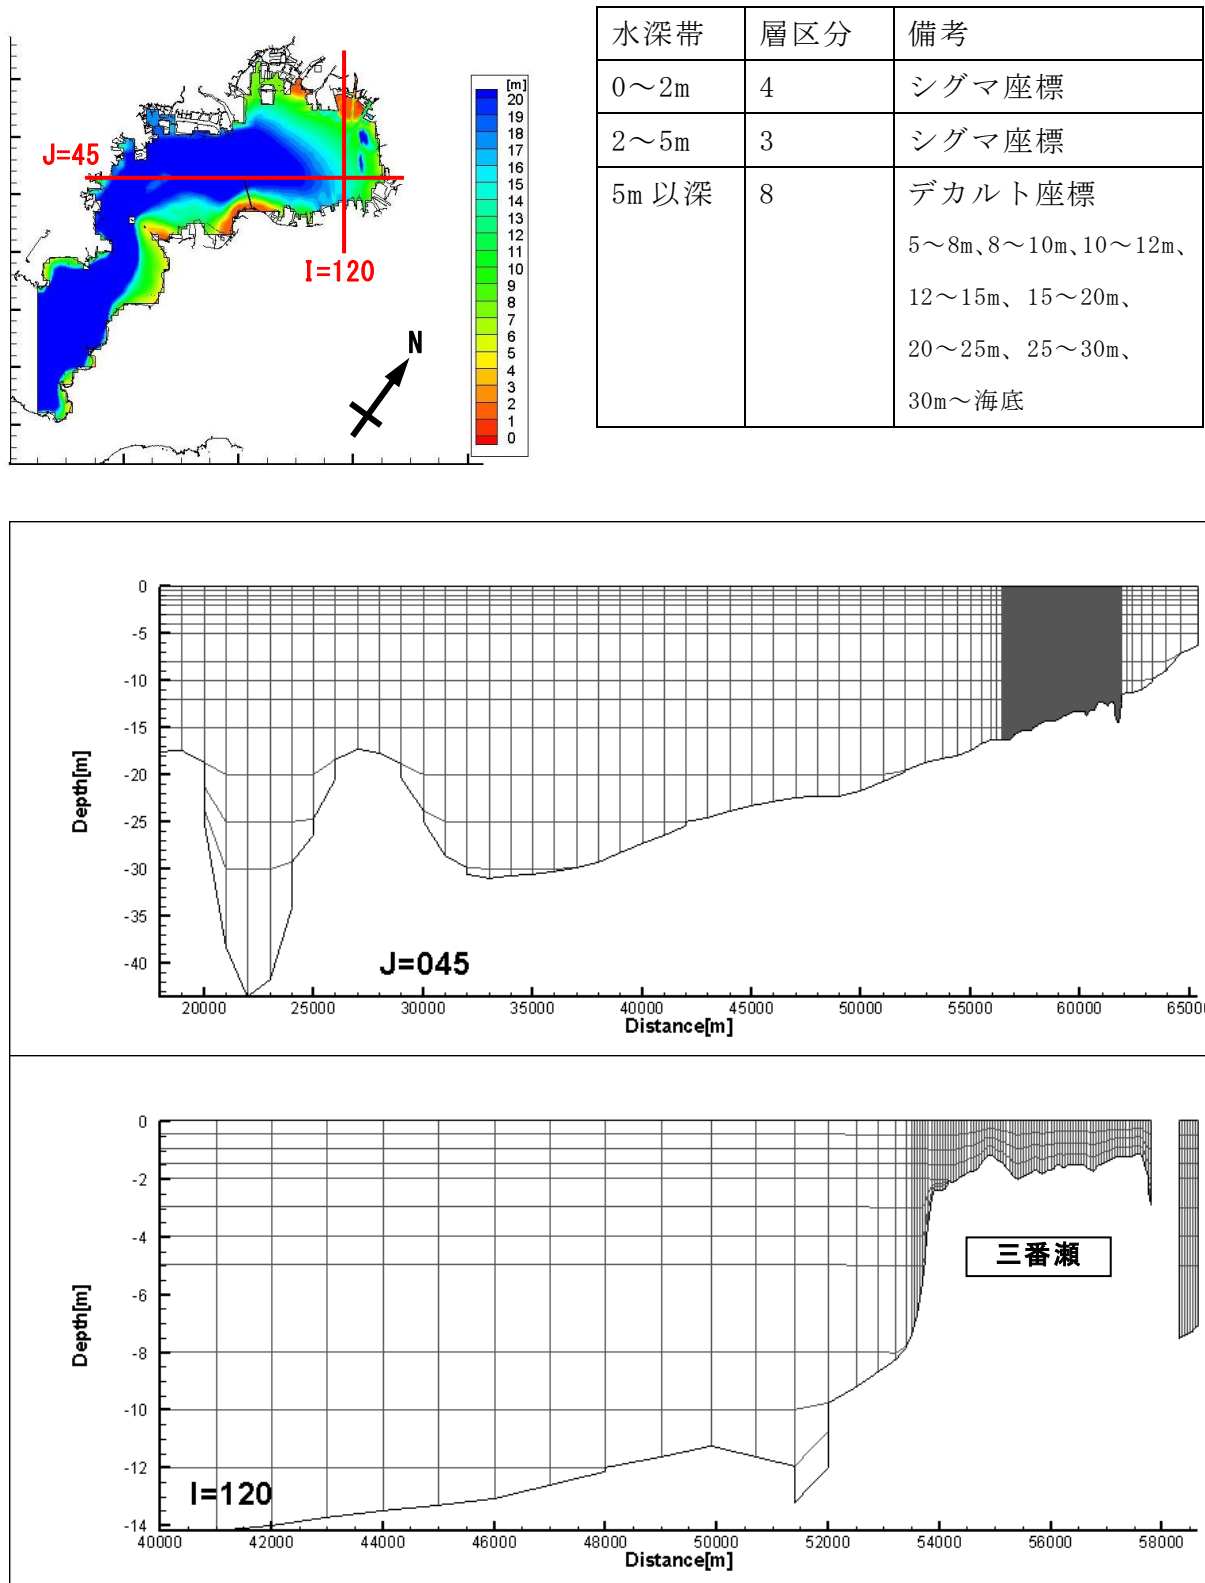 [m]
20
19
18
17
16
15
14
13
12
11
10
9
8
7
6
5
4
3
2
1
0
J=45
I=120
N
水深帯 層区分 備考
0～2m 4 シグマ座標
2～5m 3 シグマ座標
5m 以深 8 デカルト座標
5～8m、8～10m、10～12m、
12～15m、15～20m、
20～25m、25～30m、
30m～海底
0
-5
-10
-15
-20
-25
-30
-35
-40
Depth[m]
J=045
20000 25000 30000 35000 40000 45000 50000 55000 60000 65000
Distance[m]
0
-2
-4
-6
-8
-10
-12
-14
Depth[m]
三番瀬
I=120
40000 42000 44000 46000 48000 50000 52000 54000 56000 58000
Distance[m]